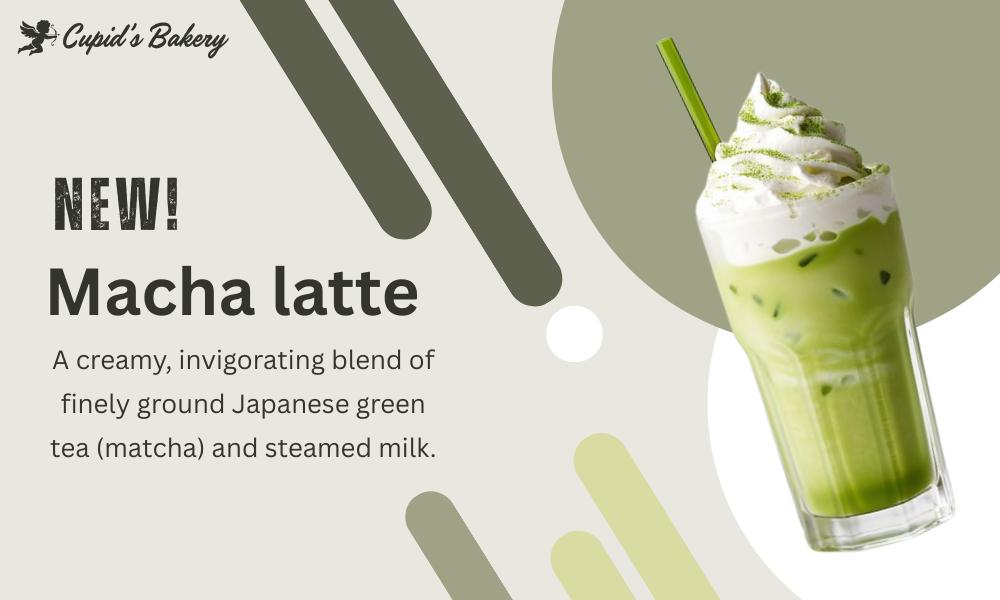 Cupid's Bakery
NEW!
Macha latte
A creamy, invigorating blend of
finely ground Japanese green
tea (matcha) and steamed milk.